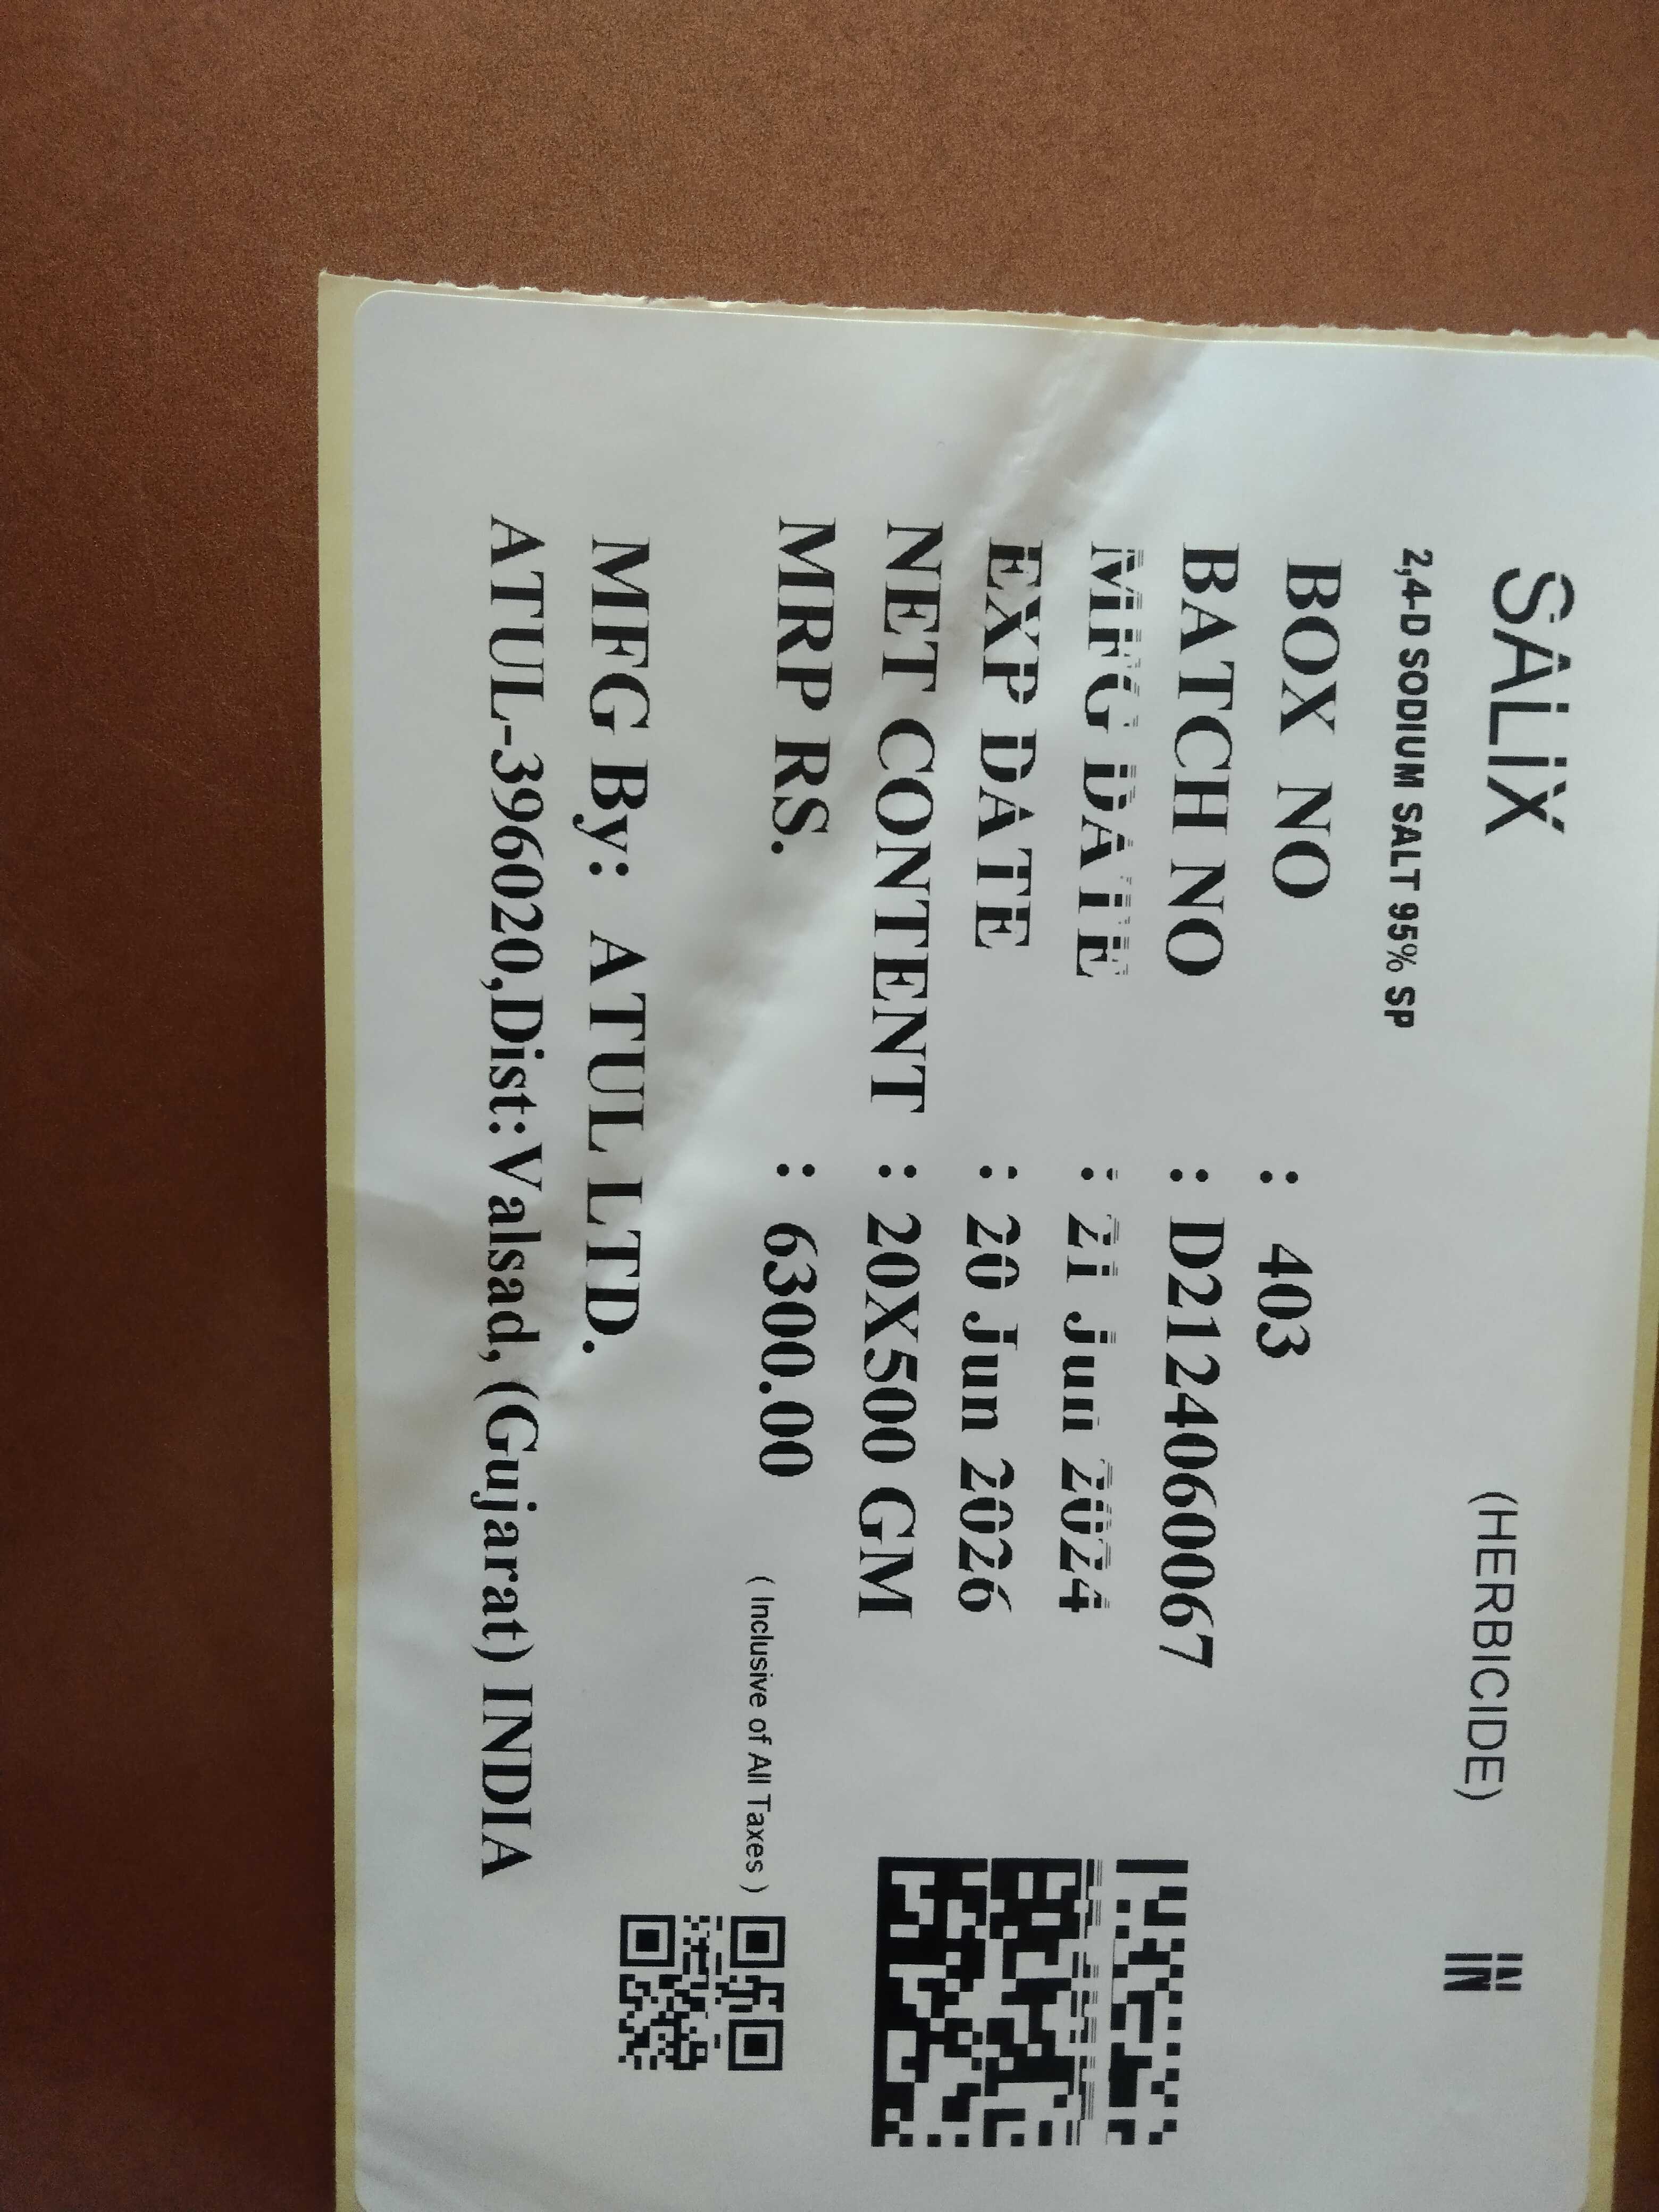 SALIX (HERBICIDE) IN
2,4-D SODIUM SALT 95% SP
BOX NO : 403
BATCH NO : D2124060067
MFG DATE : 21 Jun 2024
EXP DATE : 20 Jun 2026
NET CONTENT : 20X500 GM
MRP RS. : 6300.00 ( Inclusive of All Taxes )
MFG By: ATUL LTD.
ATUL-396020,Dist:Valsad, (Gujarat) INDIA